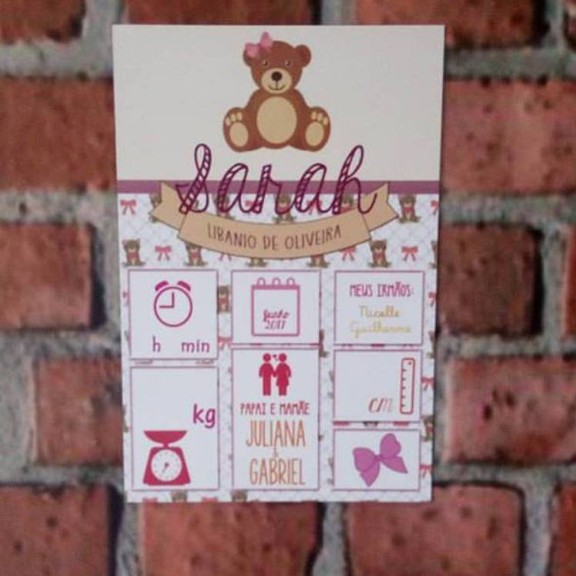 Sarah
LIBANIO DE OLIVEIRA
h min
Junho
2017
MEUS IRMÃOS:
Nicolle
Guilherme
kg
PAPAI E MAMÃE
JULIANA
&
GABRIEL
cm